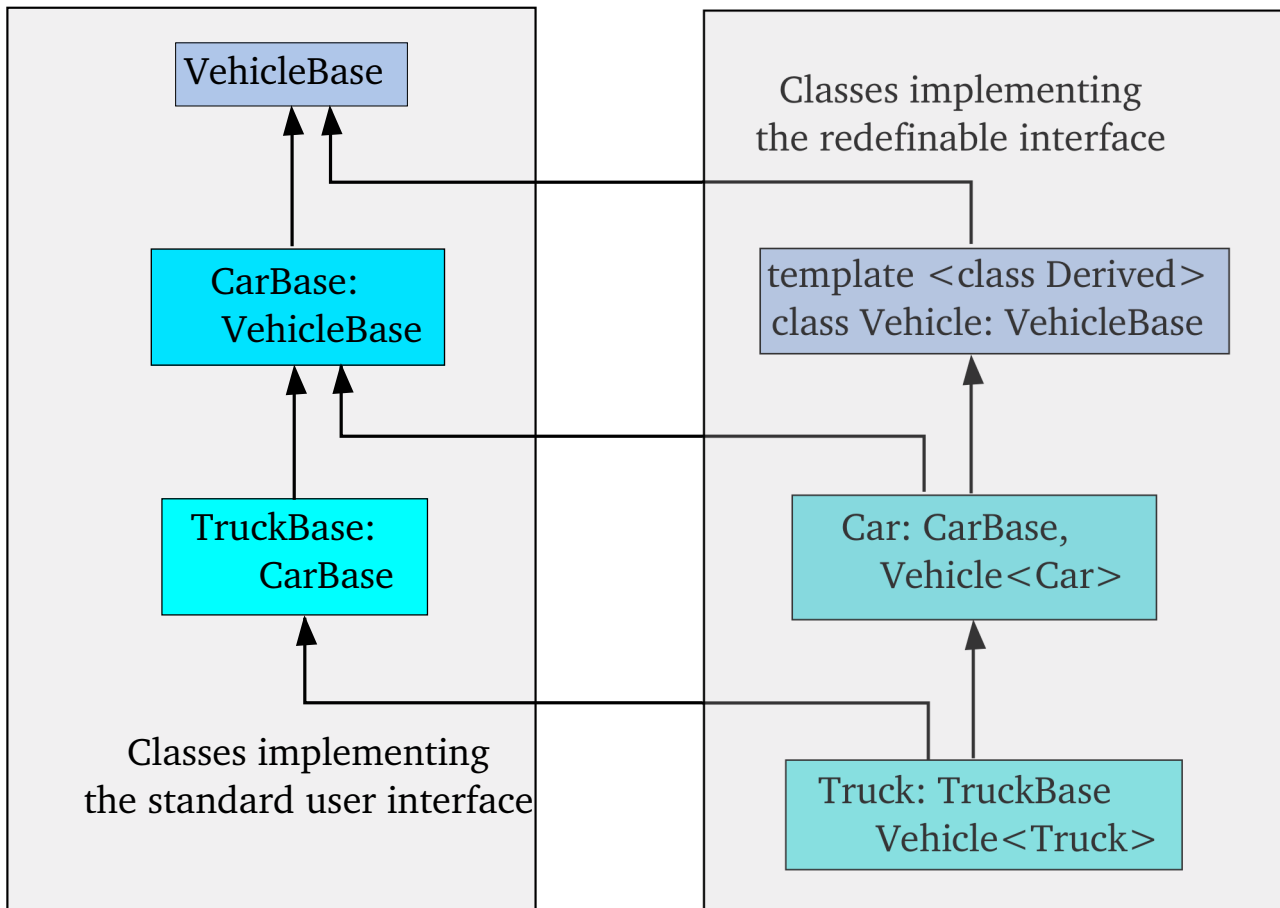 VehicleBase
CarBase:
VehicleBase
TruckBase:
CarBase
Classes implementing
the standard user interface
Classes implementing
the redefinable interface
template <class Derived>
class Vehicle: VehicleBase
Car: CarBase,
Vehicle<Car>
Truck: TruckBase
Vehicle<Truck>